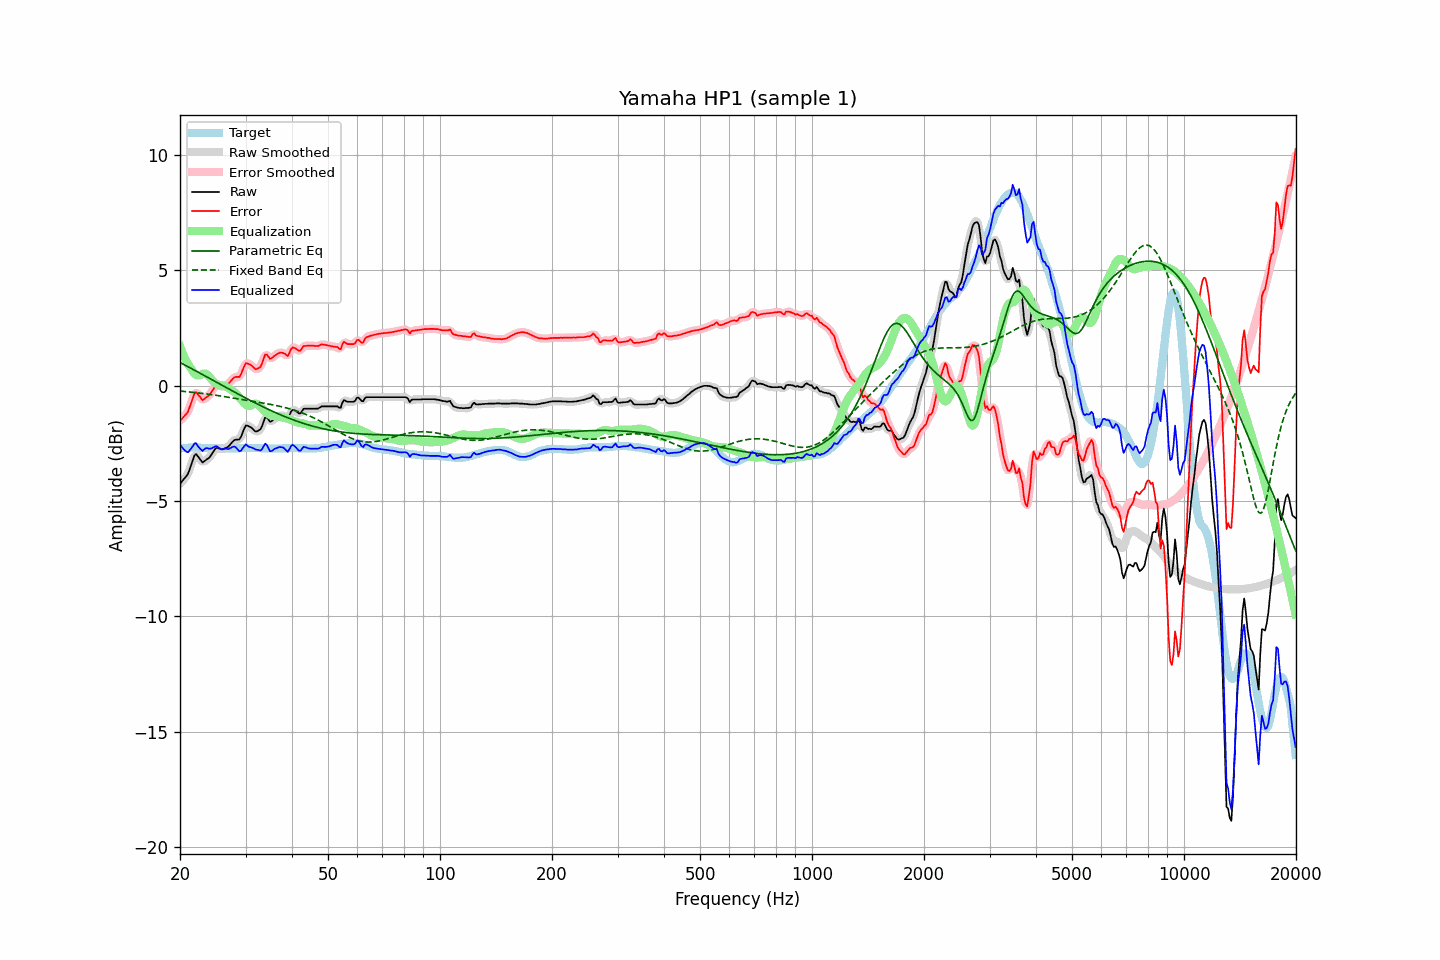 Yamaha HP1 (sample 1)
Target
Raw Smoothed
Error Smoothed
Raw
Error
Equalization
Parametric Eq
Fixed Band Eq
Equalized
10
5
0
−5
−10
−15
−20
Amplitude (dBr)
20 50 100 200 500 1000 2000 5000 10000 20000
Frequency (Hz)